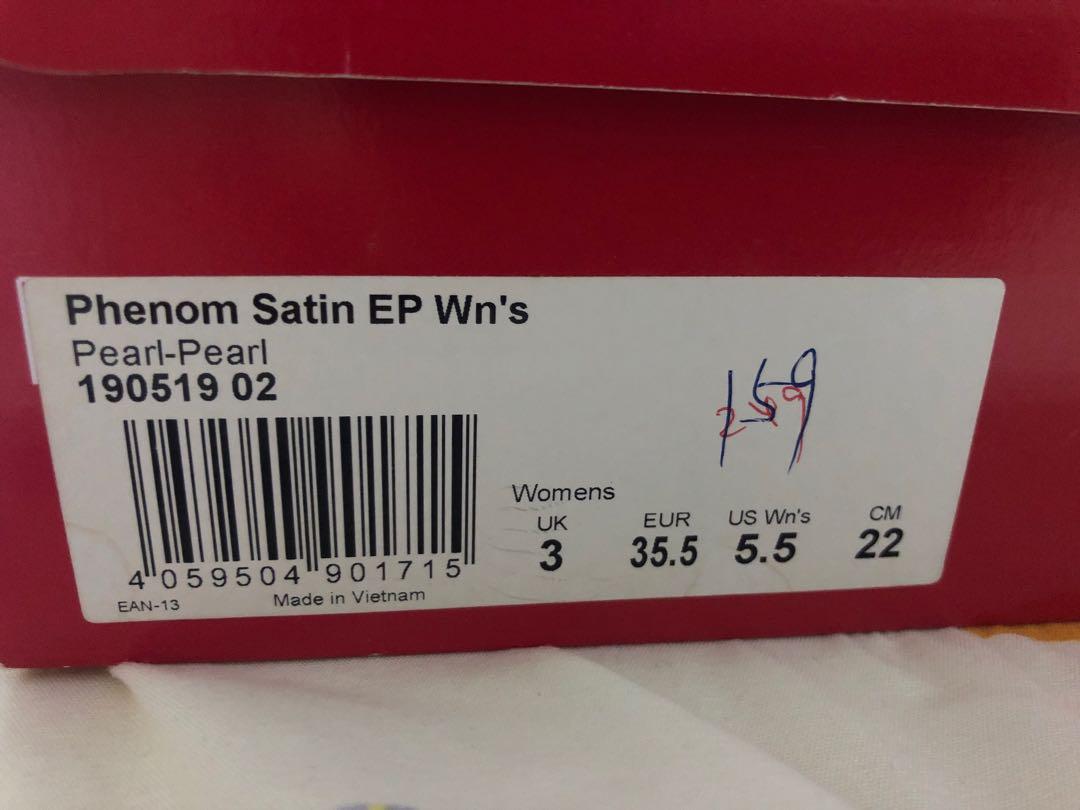 Phenom Satin EP Wn's
Pearl-Pearl
190519 02
159
4 059504 901715
EAN-13
Made in Vietnam
Womens
UK EUR US Wn's CM
3 35.5 5.5 22